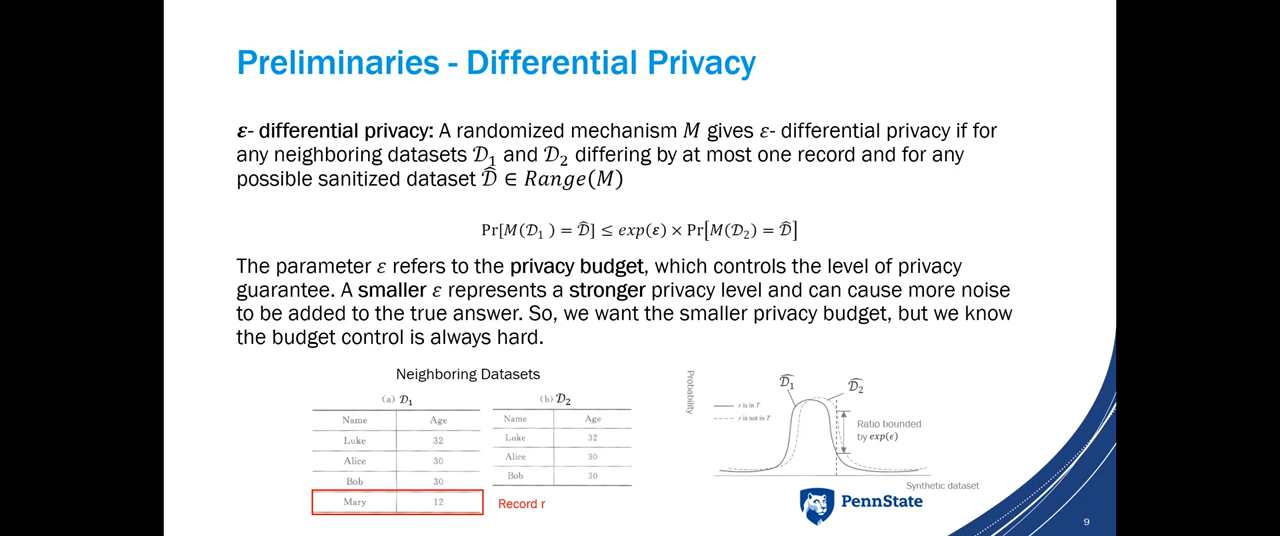 Preliminaries - Differential Privacy
ε- differential privacy: A randomized mechanism M gives ε- differential privacy if for
any neighboring datasets 𝒟₁ and 𝒟₂ differing by at most one record and for any
possible sanitized dataset 𝒟̂ ∈ Range(M)
Pr[M(𝒟₁ ) = 𝒟̂] ≤ exp(ε) × Pr[M(𝒟₂) = 𝒟̂]
The parameter ε refers to the privacy budget, which controls the level of privacy
guarantee. A smaller ε represents a stronger privacy level and can cause more noise
to be added to the true answer. So, we want the smaller privacy budget, but we know
the budget control is always hard.
Neighboring Datasets
(a) 𝒟₁
Name Age
Luke 32
Alice 30
Bob 30
Mary 12
(b) 𝒟₂
Name Age
Luke 32
Alice 30
Bob 30
Record r
Probability
r is in T
r is not in T
𝒟̂₁
𝒟̂₂
Ratio bounded
by exp(ϵ)
Synthetic dataset
PennState
9